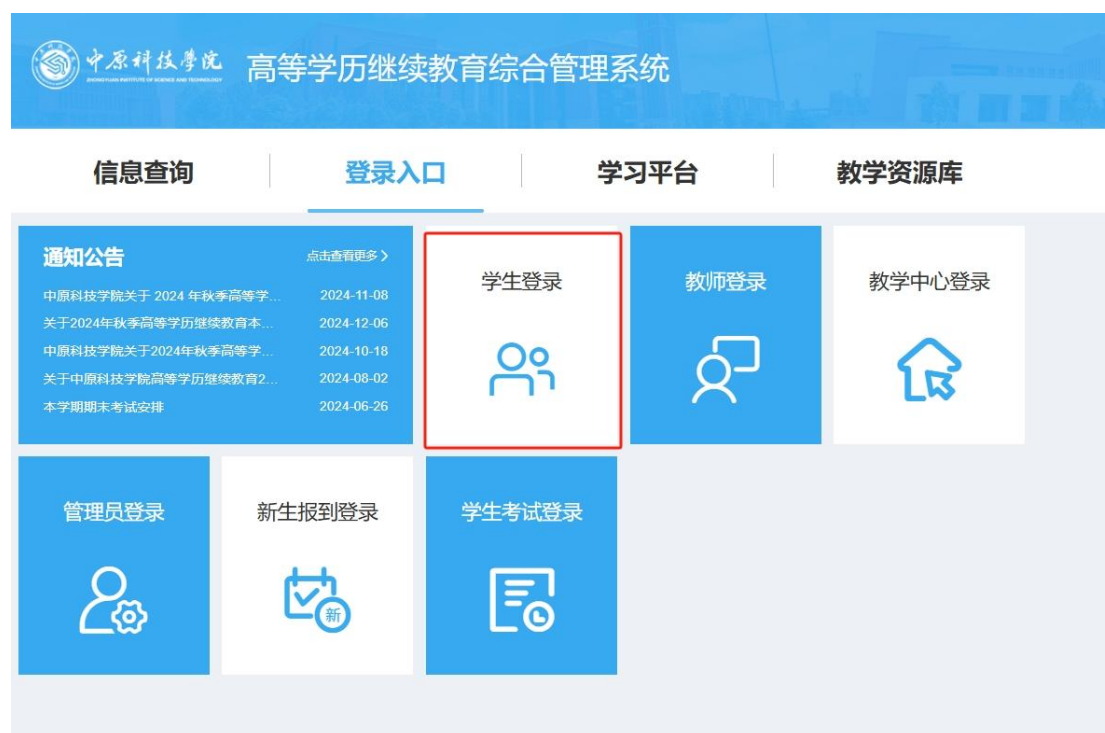 中原科技学院
ZHONGYUAN INSTITUTE OF SCIENCE AND TECHNOLOGY
高等学历继续教育综合管理系统
信息查询
登录入口
学习平台
教学资源库
通知公告
点击查看更多 >
中原科技学院关于 2024 年秋季高等学... 2024-11-08
关于2024年秋季高等学历继续教育本... 2024-12-06
中原科技学院关于2024年秋季高等学... 2024-10-18
关于中原科技学院高等学历继续教育2... 2024-08-02
本学期期末考试安排 2024-06-26
学生登录
教师登录
教学中心登录
管理员登录
新生报到登录
新
学生考试登录